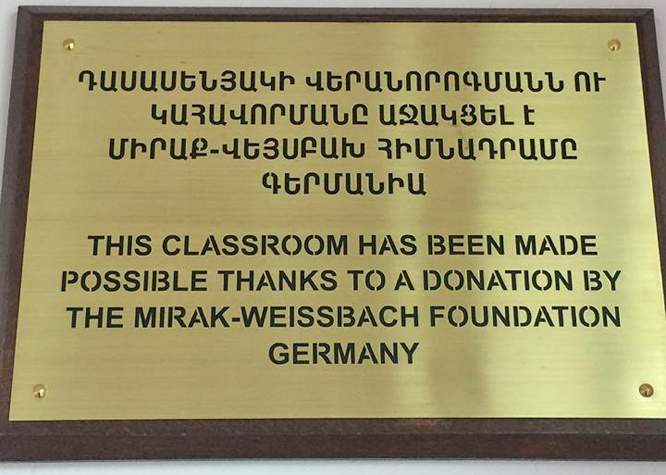 ԴԱՍԱՍԵՆՅԱԿԻ ՎԵՐԱՆՈՐՈԳՄԱՆՆ ՈՒ
ԿԱՀԱՎՈՐՄԱՆԸ ԱՋԱԿՑԵԼ Է
ՄԻՐԱՔ-ՎԵՅՍԲԱԽ ՀԻՄՆԱԴՐԱՄԸ
ԳԵՐՄԱՆԻԱ
THIS CLASSROOM HAS BEEN MADE
POSSIBLE THANKS TO A DONATION BY
THE MIRAK-WEISSBACH FOUNDATION
GERMANY